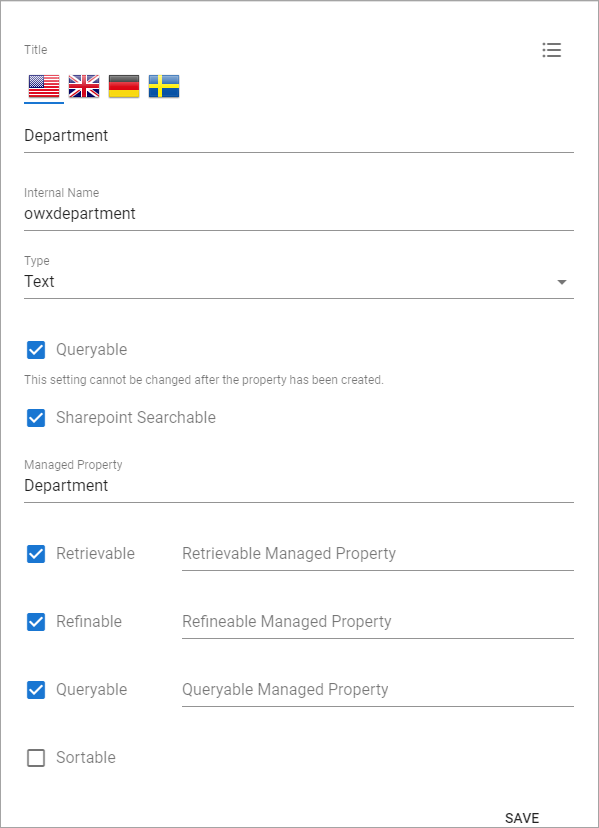 Title
Department
Internal Name
owxdepartment
Type
Text
Queryable
This setting cannot be changed after the property has been created.
Sharepoint Searchable
Managed Property
Department
Retrievable Retrievable Managed Property
Refinable Refineable Managed Property
Queryable Queryable Managed Property
Sortable
SAVE